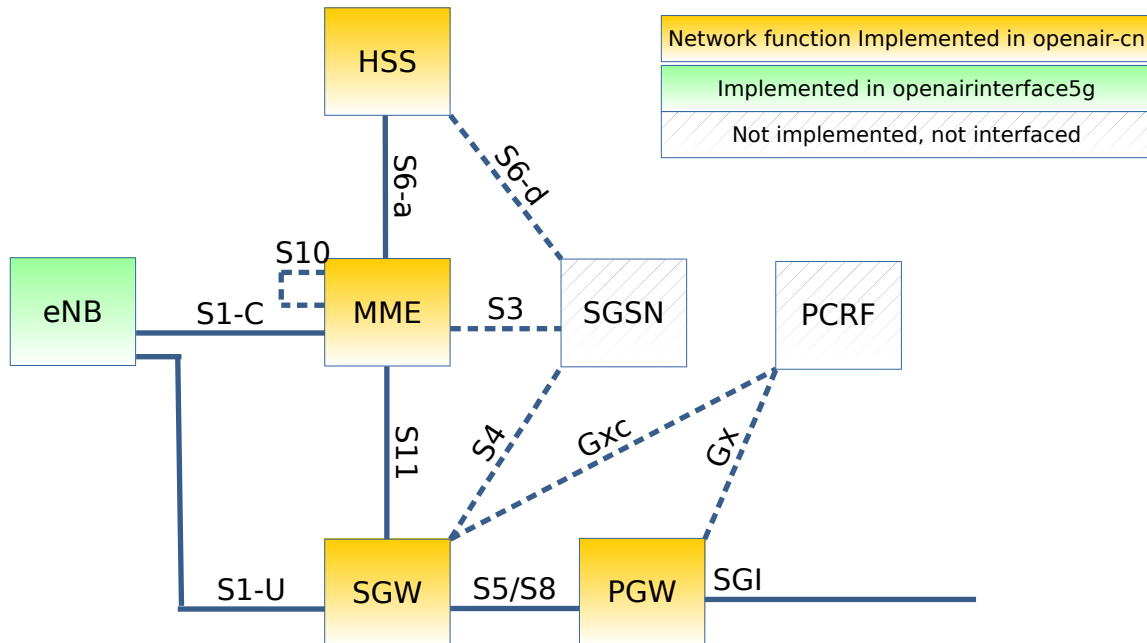 HSS
Network function Implemented in openair-cn
Implemented in openairinterface5g
Not implemented, not interfaced
S6-a
S6-d
S10
eNB
S1-C
MME
S3
SGSN
PCRF
S11
S4
Gxc
Gx
S1-U
SGW
S5/S8
PGW
SGI